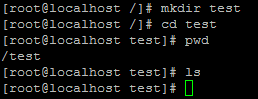 [root@localhost /]# mkdir test
[root@localhost /]# cd test
[root@localhost test]# pwd
/test
[root@localhost test]# ls
[root@localhost test]#